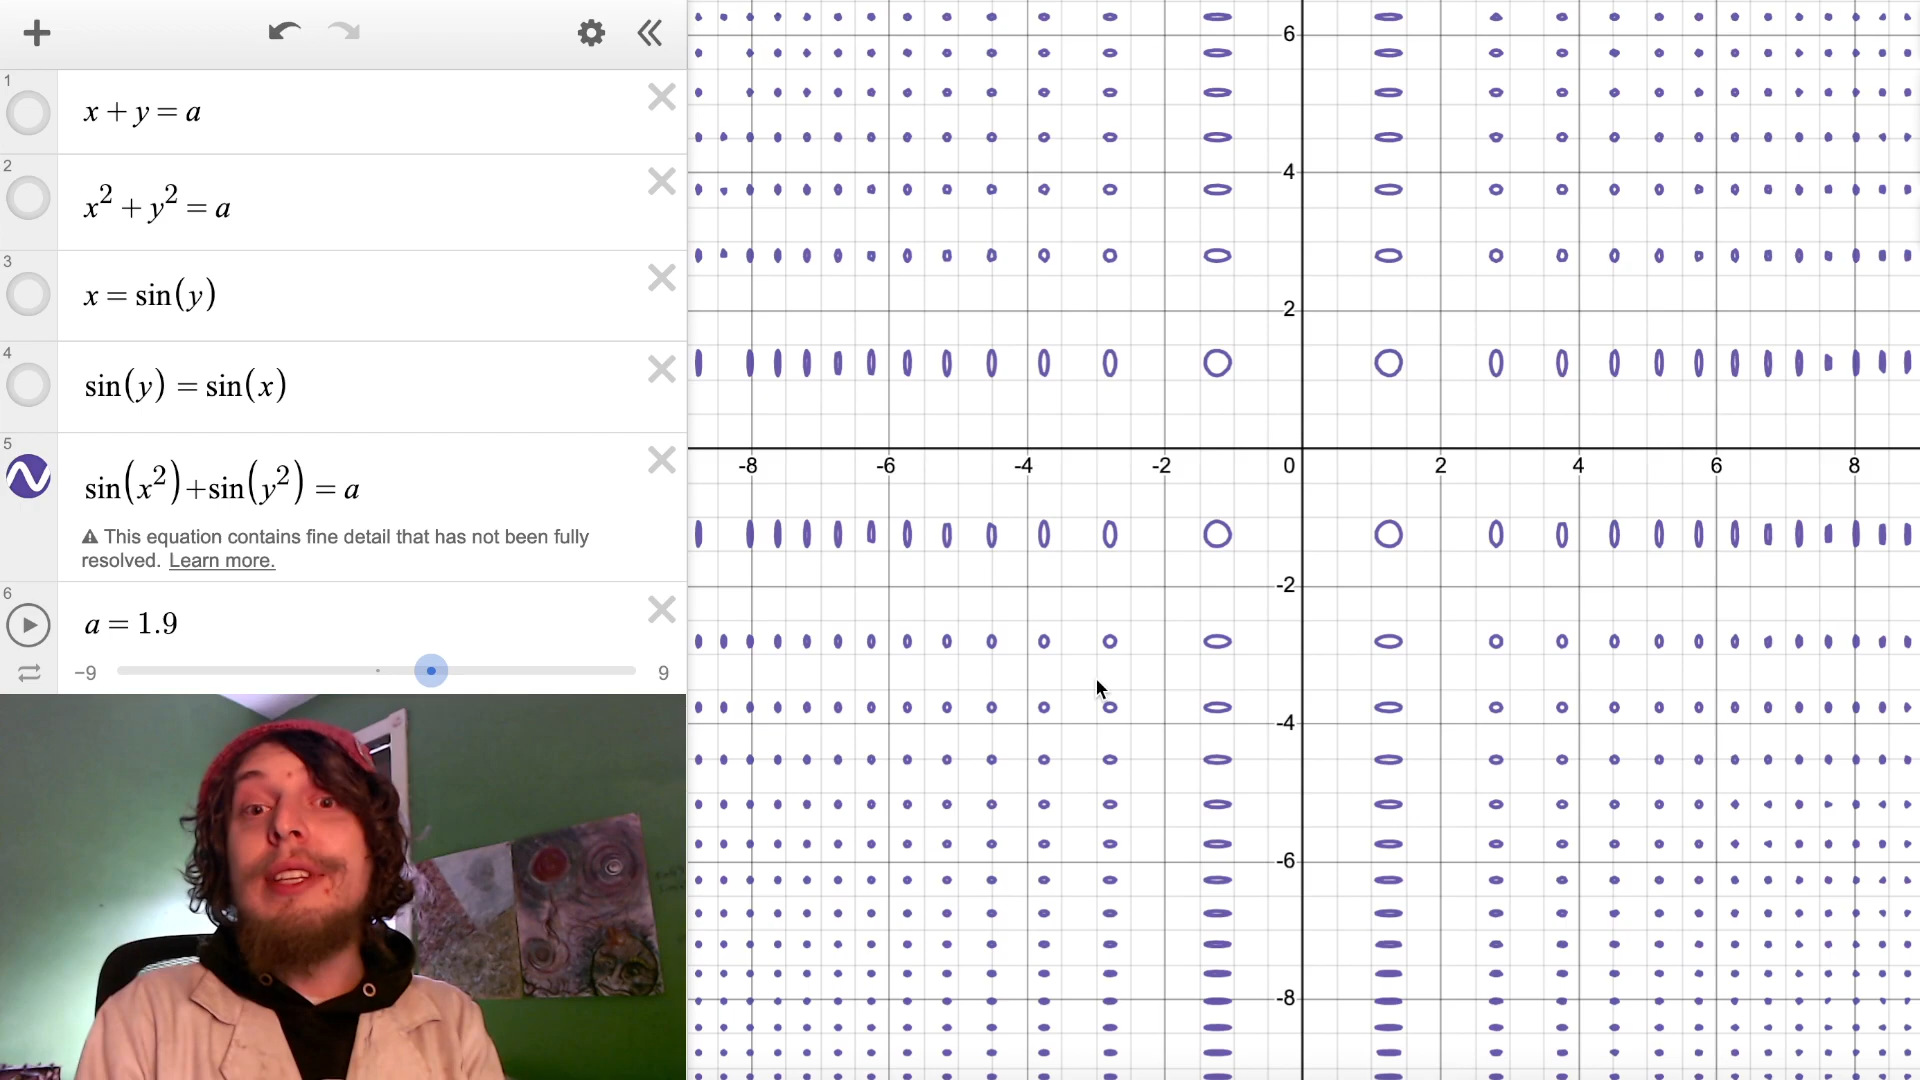 1
x + y = a
2
x² + y² = a
3
x = sin(y)
4
sin(y) = sin(x)
5
sin(x²)+sin(y²) = a
⚠ This equation contains fine detail that has not been fully
resolved. Learn more.
6
a = 1.9
−9 9
6
4
2
-8 -6 -4 -2 0 2 4 6 8
-2
-4
-6
-8